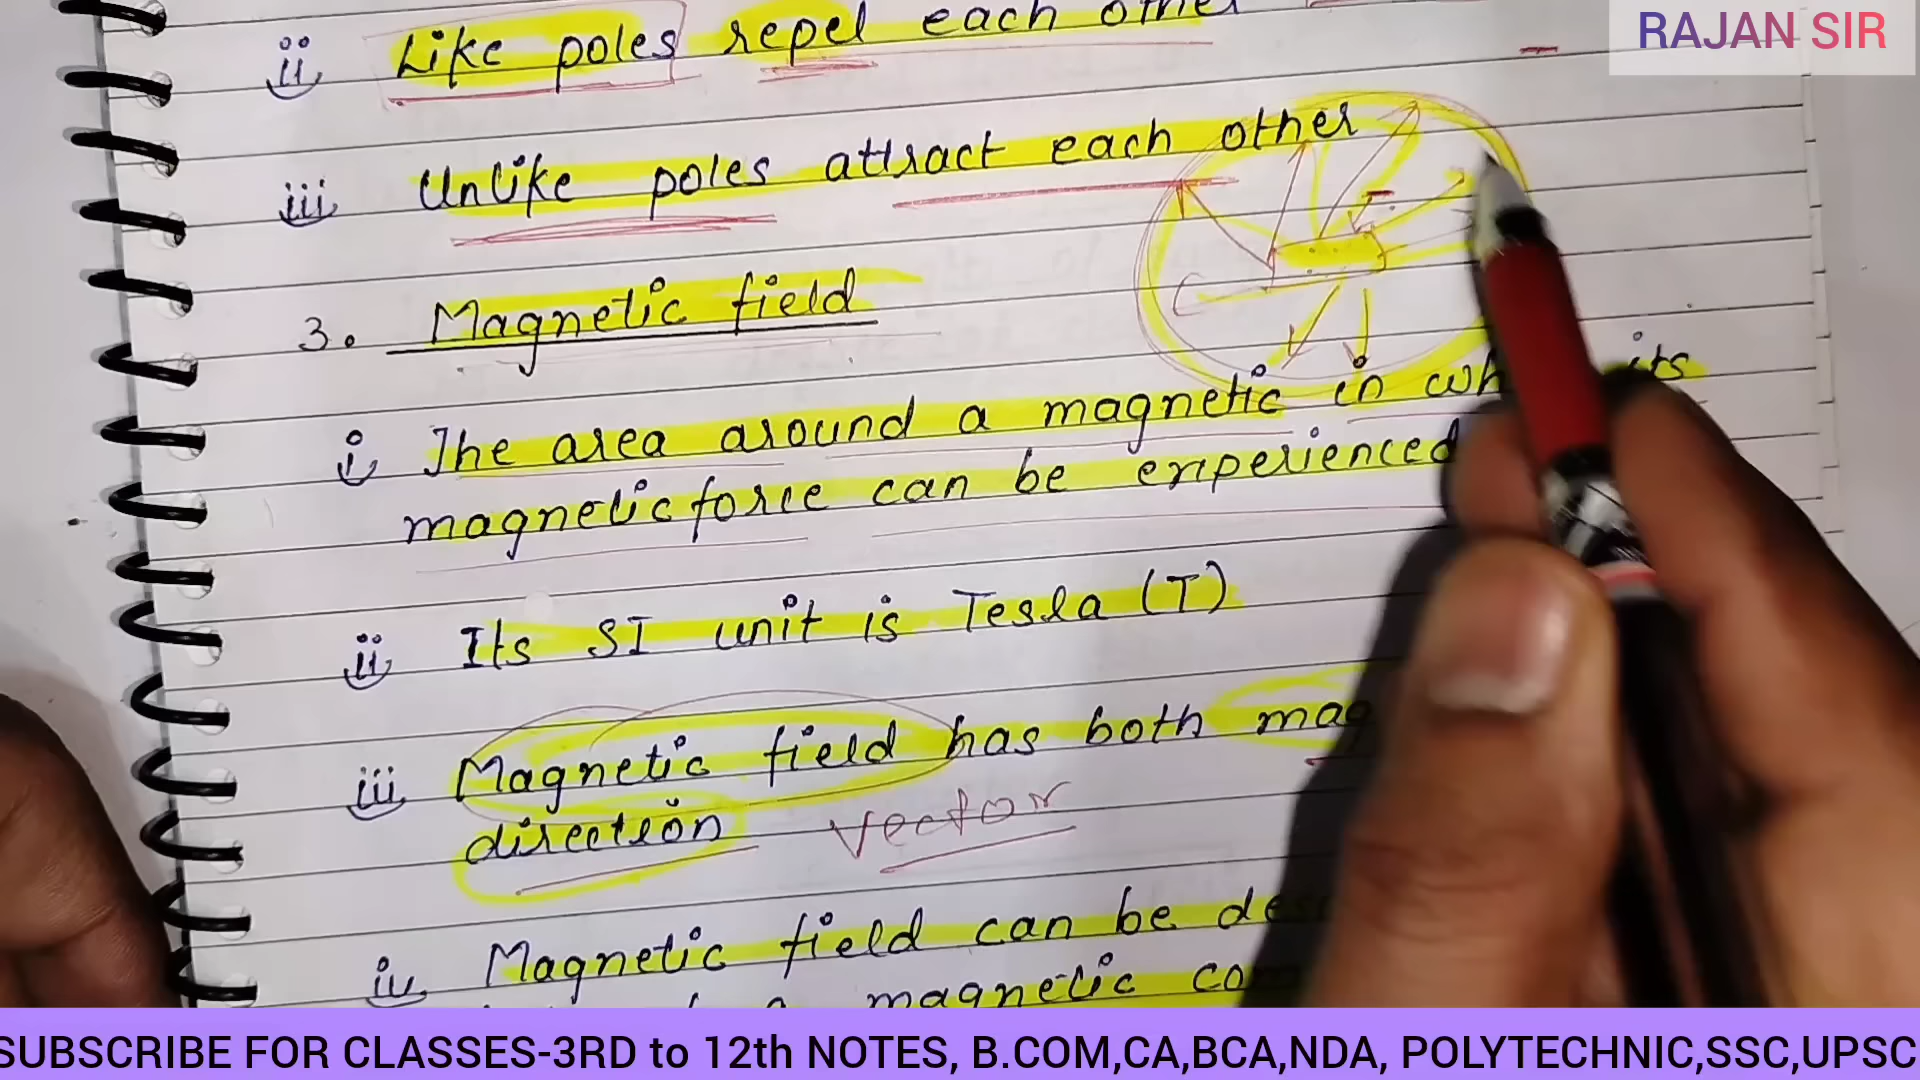 RAJAN SIR
ii Like poles repel each other
iii Unlike poles attract each other
3. Magnetic field
i The area around a magnetic in wh its
magnetic force can be experienced
ii Its SI unit is Tesla (T)
iii Magnetic field has both mag
direction vector
iv Magnetic field can be des
a magnetic com
SUBSCRIBE FOR CLASSES-3RD to 12th NOTES, B.COM,CA,BCA,NDA, POLYTECHNIC,SSC,UPSC